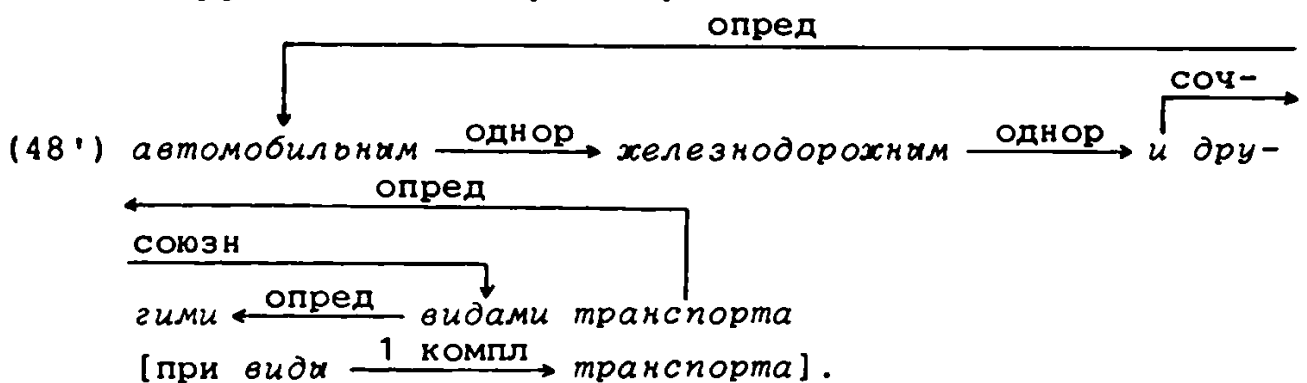 опред
соч-
(48') автомобильным однор железнодорожным однор и дру-
опред
союзн
гими опред видами транспорта
[при виды 1 компл транспорта].